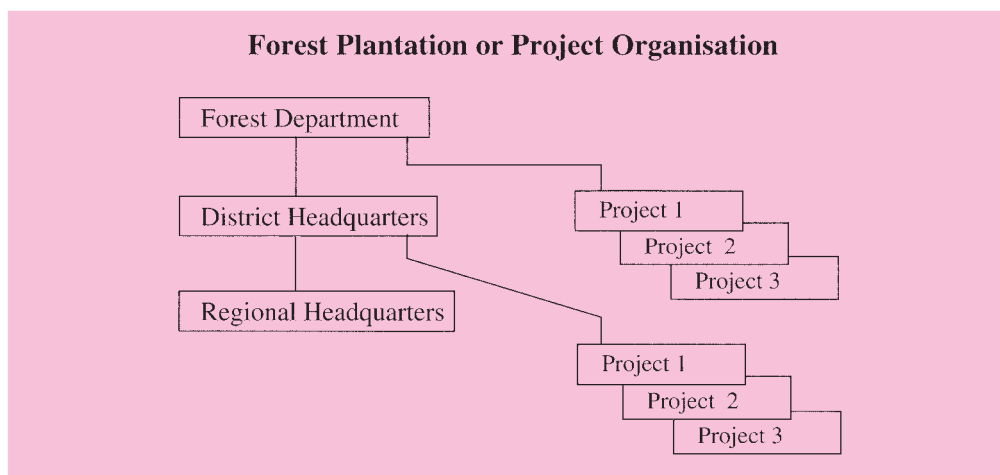 Forest Plantation or Project Organisation
Forest Department
District Headquarters
Regional Headquarters
Project 1
Project 2
Project 3
Project 1
Project 2
Project 3